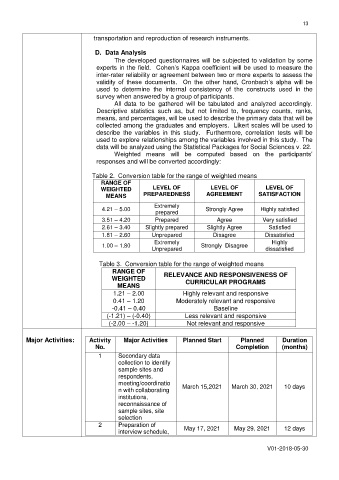 13
transportation and reproduction of research instruments.
D. Data Analysis
The developed questionnaires will be subjected to validation by some
experts in the field. Cohen's Kappa coefficient will be used to measure the
inter-rater reliability or agreement between two or more experts to assess the
validity of these documents. On the other hand, Cronbach's alpha will be
used to determine the internal consistency of the constructs used in the
survey when answered by a group of participants.
All data to be gathered will be tabulated and analyzed accordingly.
Descriptive statistics such as, but not limited to, frequency counts, ranks,
means, and percentages, will be used to describe the primary data that will be
collected among the graduates and employers. Likert scales will be used to
describe the variables in this study. Furthermore, correlation tests will be
used to explore relationships among the variables involved in this study. The
data will be analyzed using the Statistical Packages for Social Sciences v. 22.
Weighted means will be computed based on the participants'
responses and will be converted accordingly:
Table 2. Conversion table for the range of weighted means
RANGE OF WEIGHTED MEANS LEVEL OF PREPAREDNESS LEVEL OF AGREEMENT LEVEL OF SATISFACTION
4.21 – 5.00 Extremely prepared Strongly Agree Highly satisfied
3.51 – 4.20 Prepared Agree Very satisfied
2.61 – 3.40 Slightly prepared Slightly Agree Satisfied
1.81 – 2.60 Unprepared Disagree Dissatisfied
1.00 – 1.80 Extremely Unprepared Strongly Disagree Highly dissatisfied
Table 3. Conversion table for the range of weighted means
RANGE OF WEIGHTED MEANS RELEVANCE AND RESPONSIVENESS OF CURRICULAR PROGRAMS
1.21 – 2.00 Highly relevant and responsive
0.41 – 1.20 Moderately relevant and responsive
-0.41 – 0.40 Baseline
(-1.21) – (-0.40) Less relevant and responsive
(-2.00 – -1.20) Not relevant and responsive
Major Activities:
Activity No. Major Activities Planned Start Planned Completion Duration (months)
1 Secondary data
collection to identify
sample sites and
respondents,
meeting/coordinatio
n with collaborating
institutions,
reconnaissance of
sample sites, site
selection
March 15,2021 March 30, 2021 10 days
2 Preparation of
interview schedule,
May 17, 2021 May 29, 2021 12 days
V01-2018-05-30